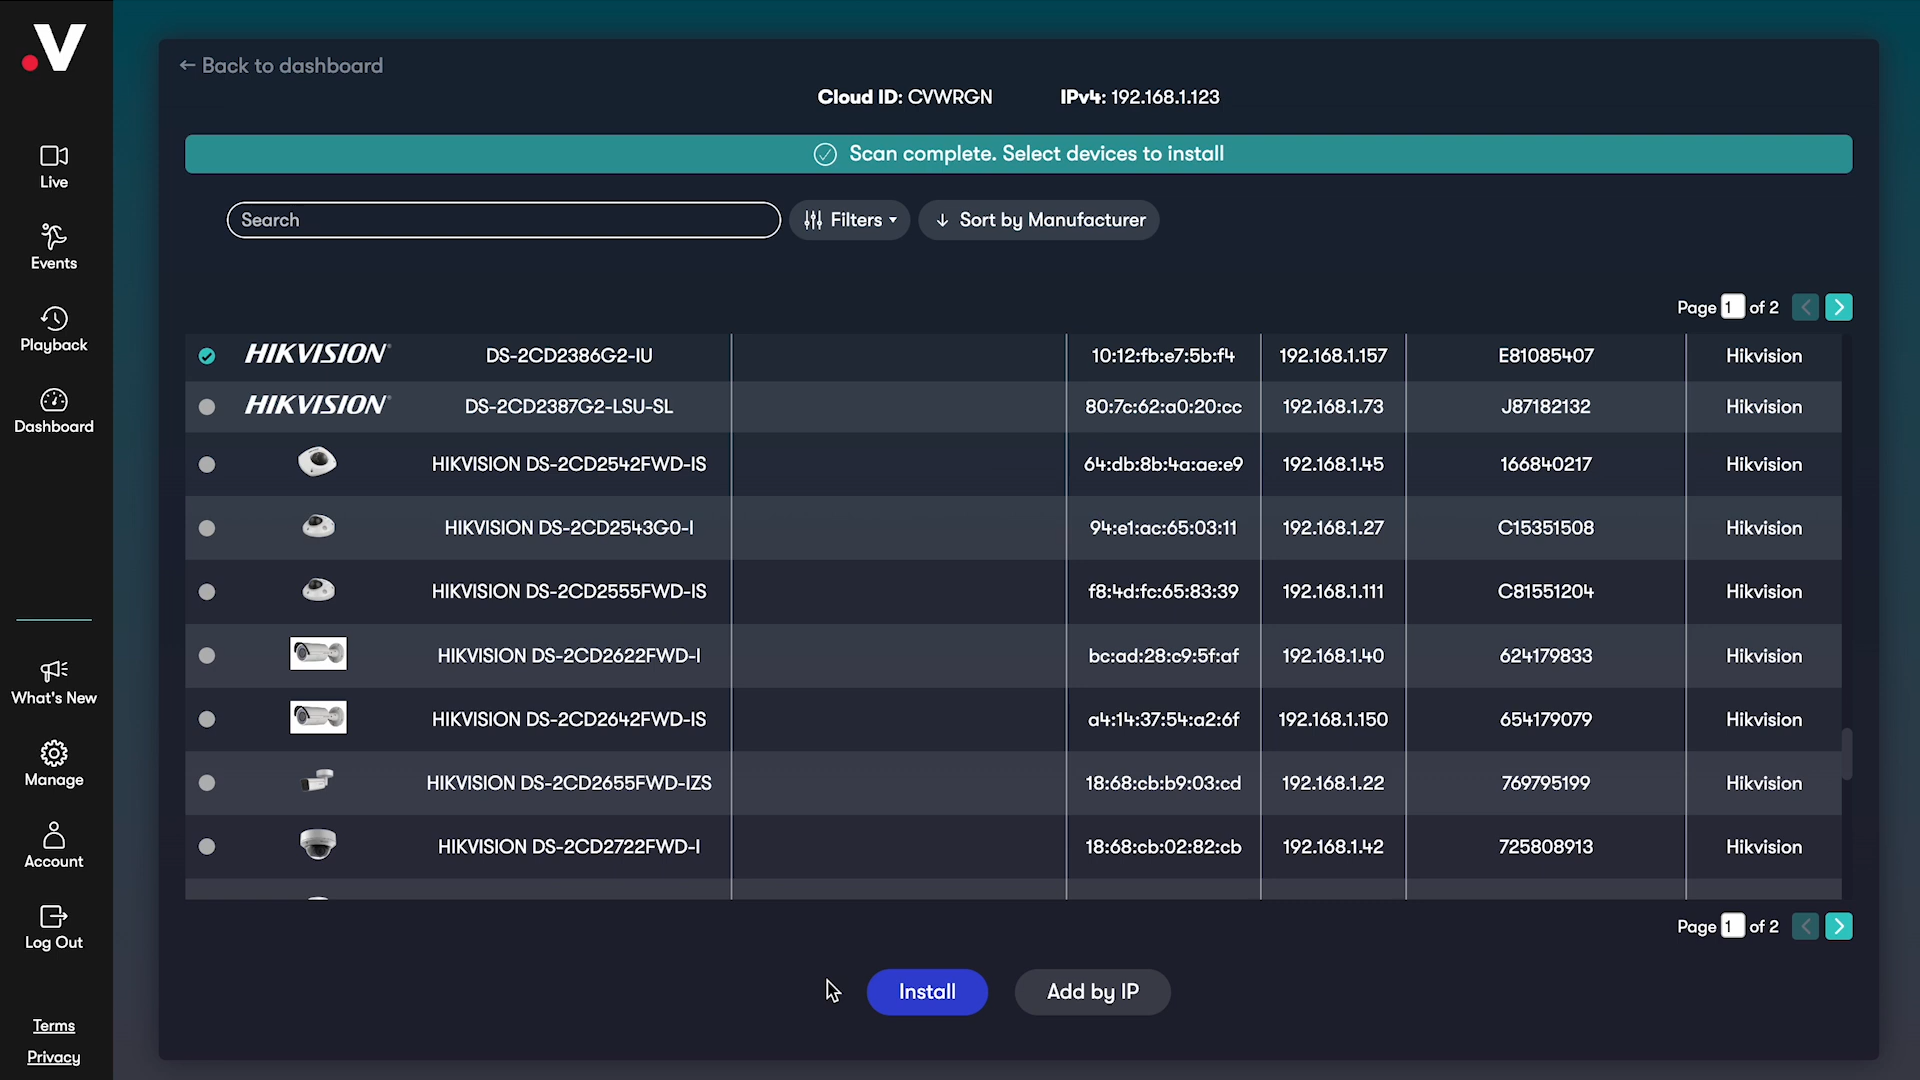 .V
Live
Events
Playback
Dashboard
What's New
Manage
Account
Log Out
Terms
Privacy
← Back to dashboard
Cloud ID: CVWRGN IPv4: 192.168.1.123
Scan complete. Select devices to install
Search Filters Sort by Manufacturer
Page 1 of 2
HIKVISION DS-2CD2386G2-IU 10:12:fb:e7:5b:f4 192.168.1.157 E81085407 Hikvision
HIKVISION DS-2CD2387G2-LSU-SL 80:7c:62:a0:20:cc 192.168.1.73 J87182132 Hikvision
HIKVISION DS-2CD2542FWD-IS 64:db:8b:4a:ae:e9 192.168.1.45 166840217 Hikvision
HIKVISION DS-2CD2543G0-I 94:e1:ac:65:03:11 192.168.1.27 C15351508 Hikvision
HIKVISION DS-2CD2555FWD-IS f8:4d:fc:65:83:39 192.168.1.111 C81551204 Hikvision
HIKVISION DS-2CD2622FWD-I bc:ad:28:c9:5f:af 192.168.1.40 624179833 Hikvision
HIKVISION DS-2CD2642FWD-IS a4:14:37:54:a2:6f 192.168.1.150 654179079 Hikvision
HIKVISION DS-2CD2655FWD-IZS 18:68:cb:b9:03:cd 192.168.1.22 769795199 Hikvision
HIKVISION DS-2CD2722FWD-I 18:68:cb:02:82:cb 192.168.1.42 725808913 Hikvision
Page 1 of 2
Install Add by IP